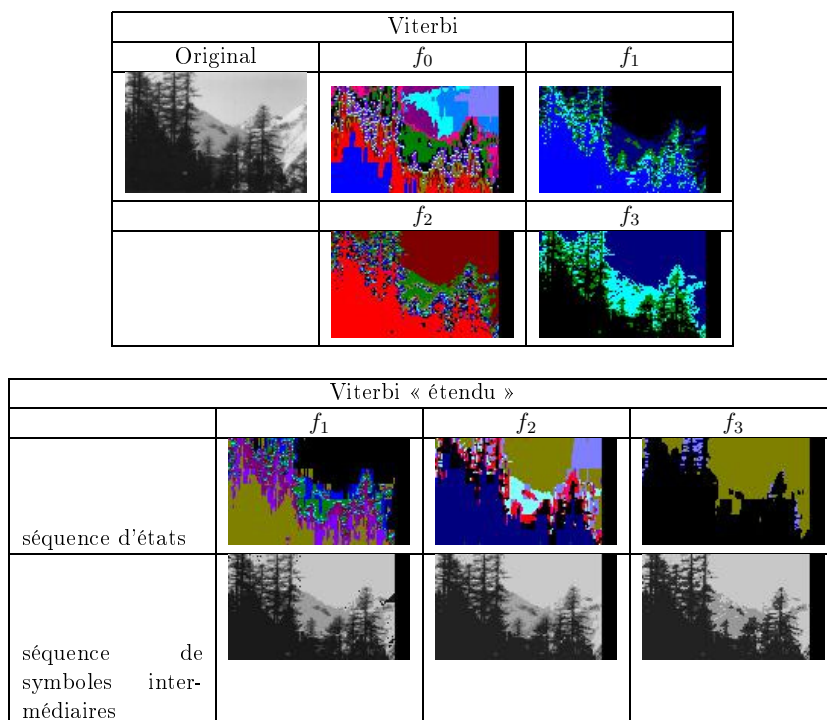 Viterbi
Original f₀ f₁
f₂ f₃
Viterbi « étendu »
f₁ f₂ f₃
séquence d'états
séquence de
symboles inter-
médiaires